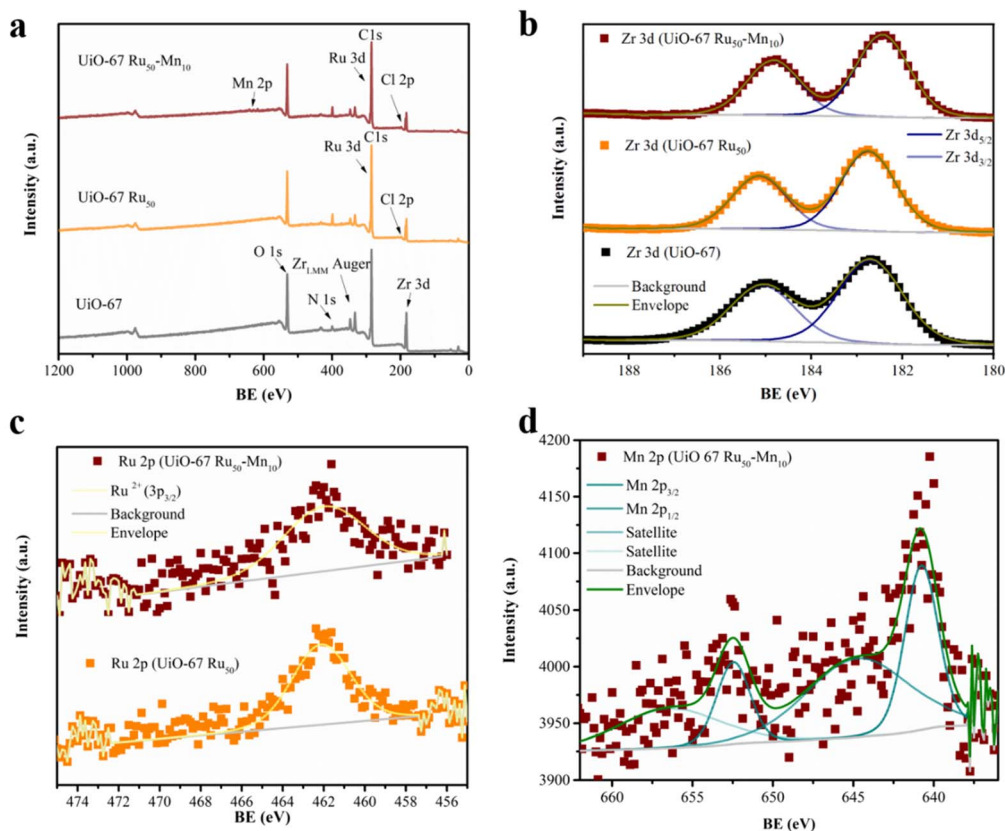 a
UiO-67 Ru50-Mn10
Mn 2p
Ru 3d
C1s
Cl 2p
UiO-67 Ru50
Ru 3d
C1s
Cl 2p
UiO-67
O 1s
ZrLMM Auger
N 1s
Zr 3d
Intensity (a.u.)
1200 1000 800 600 400 200 0
BE (eV)
b
Zr 3d (UiO-67 Ru50-Mn10)
Zr 3d (UiO-67 Ru50)
Zr 3d5/2
Zr 3d3/2
Zr 3d (UiO-67)
Background
Envelope
Intensity (a.u.)
188 186 184 182 180
BE (eV)
c
Ru 2p (UiO-67 Ru50-Mn10)
Ru 2+ (3p3/2)
Background
Envelope
Ru 2p (UiO-67 Ru50)
Intensity (a.u.)
474 472 470 468 466 464 462 460 458 456
BE (eV)
d
Mn 2p (UiO 67 Ru50-Mn10)
Mn 2p3/2
Mn 2p1/2
Satellite
Satellite
Background
Envelope
Intensity (a.u.)
4200
4150
4100
4050
4000
3950
3900
660 655 650 645 640
BE (eV)